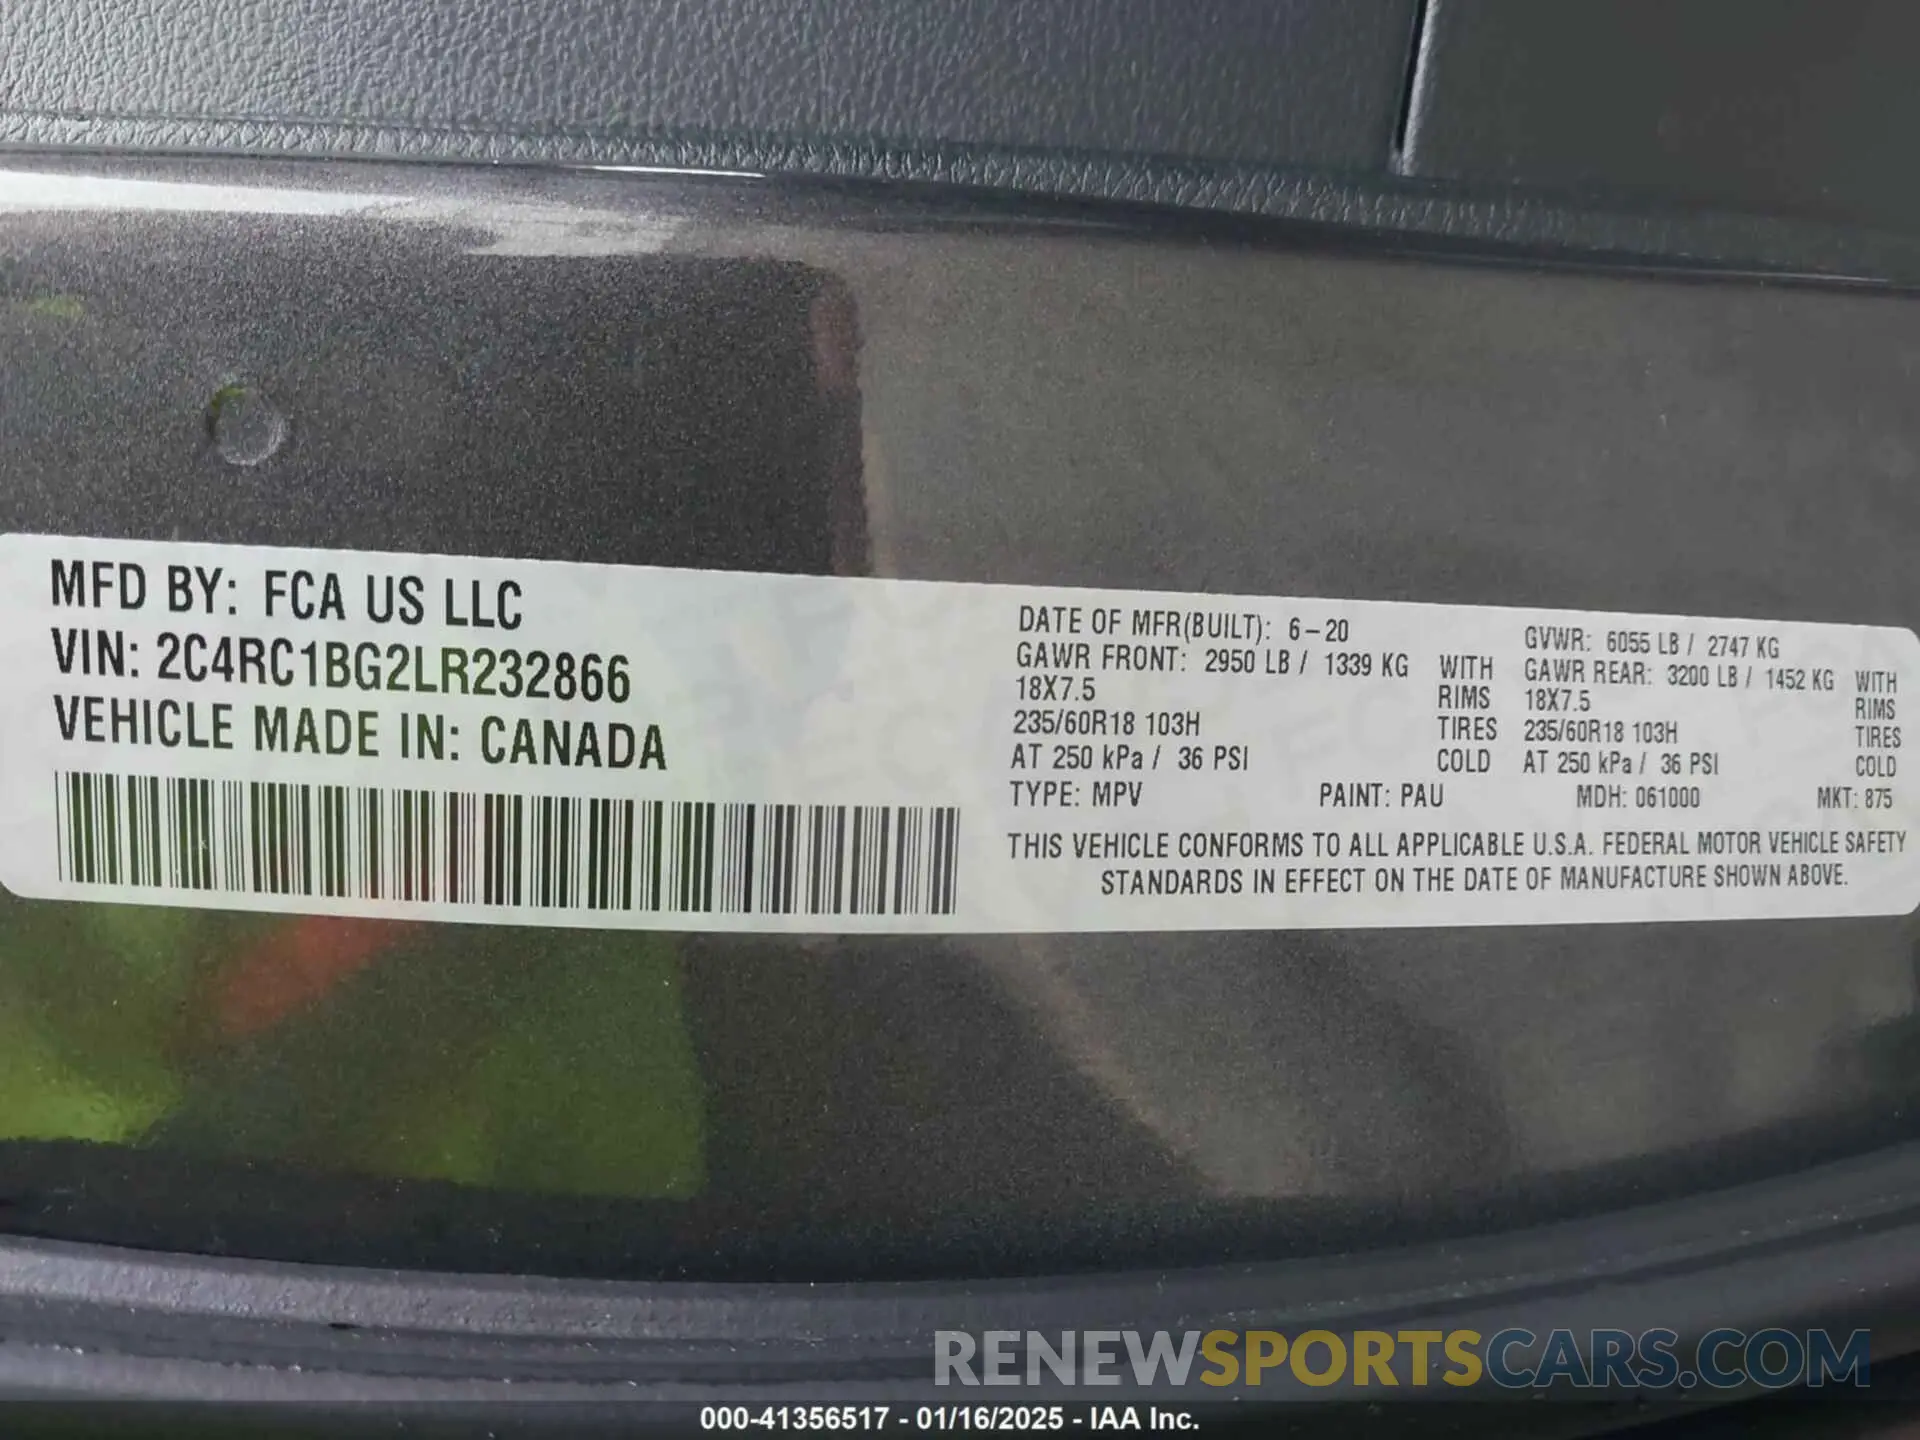 MFD BY: FCA US LLC
VIN: 2C4RC1BG2LR232866
VEHICLE MADE IN: CANADA
DATE OF MFR(BUILT): 6-20
GAWR FRONT: 2950 LB / 1339 KG WITH
18X7.5 RIMS
235/60R18 103H TIRES
AT 250 kPa / 36 PSI COLD
GVWR: 6055 LB / 2747 KG
GAWR REAR: 3200 LB / 1452 KG WITH
18X7.5 RIMS
235/60R18 103H TIRES
AT 250 kPa / 36 PSI COLD
TYPE: MPV PAINT: PAU MDH: 061000 MKT: 875
THIS VEHICLE CONFORMS TO ALL APPLICABLE U.S.A. FEDERAL MOTOR VEHICLE SAFETY
STANDARDS IN EFFECT ON THE DATE OF MANUFACTURE SHOWN ABOVE.
RENEWSPORTSCARS.COM
000-41356517 - 01/16/2025 - IAA Inc.